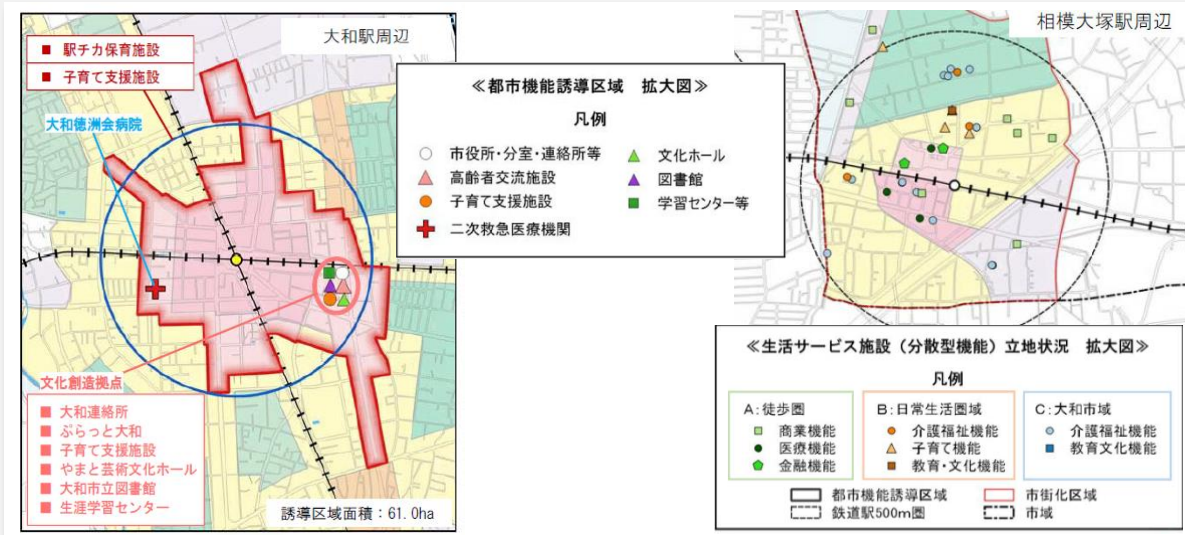 大和駅周辺
■ 駅チカ保育施設
■ 子育て支援施設
大和徳洲会病院
文化創造拠点
■ 大和連絡所
■ ぷらっと大和
■ 子育て支援施設
■ やまと芸術文化ホール
■ 大和市立図書館
■ 生涯学習センター
誘導区域面積：61.0ha
≪都市機能誘導区域　拡大図≫
凡例
市役所・分室・連絡所等
高齢者交流施設
子育て支援施設
二次救急医療機関
文化ホール
図書館
学習センター等
相模大塚駅周辺
≪生活サービス施設（分散型機能）立地状況　拡大図≫
凡例
A：徒歩圏
商業機能
医療機能
金融機能
B：日常生活圏域
介護福祉機能
子育て機能
教育・文化機能
C：大和市域
介護福祉機能
教育文化機能
都市機能誘導区域
市街化区域
鉄道駅500m圏
市域